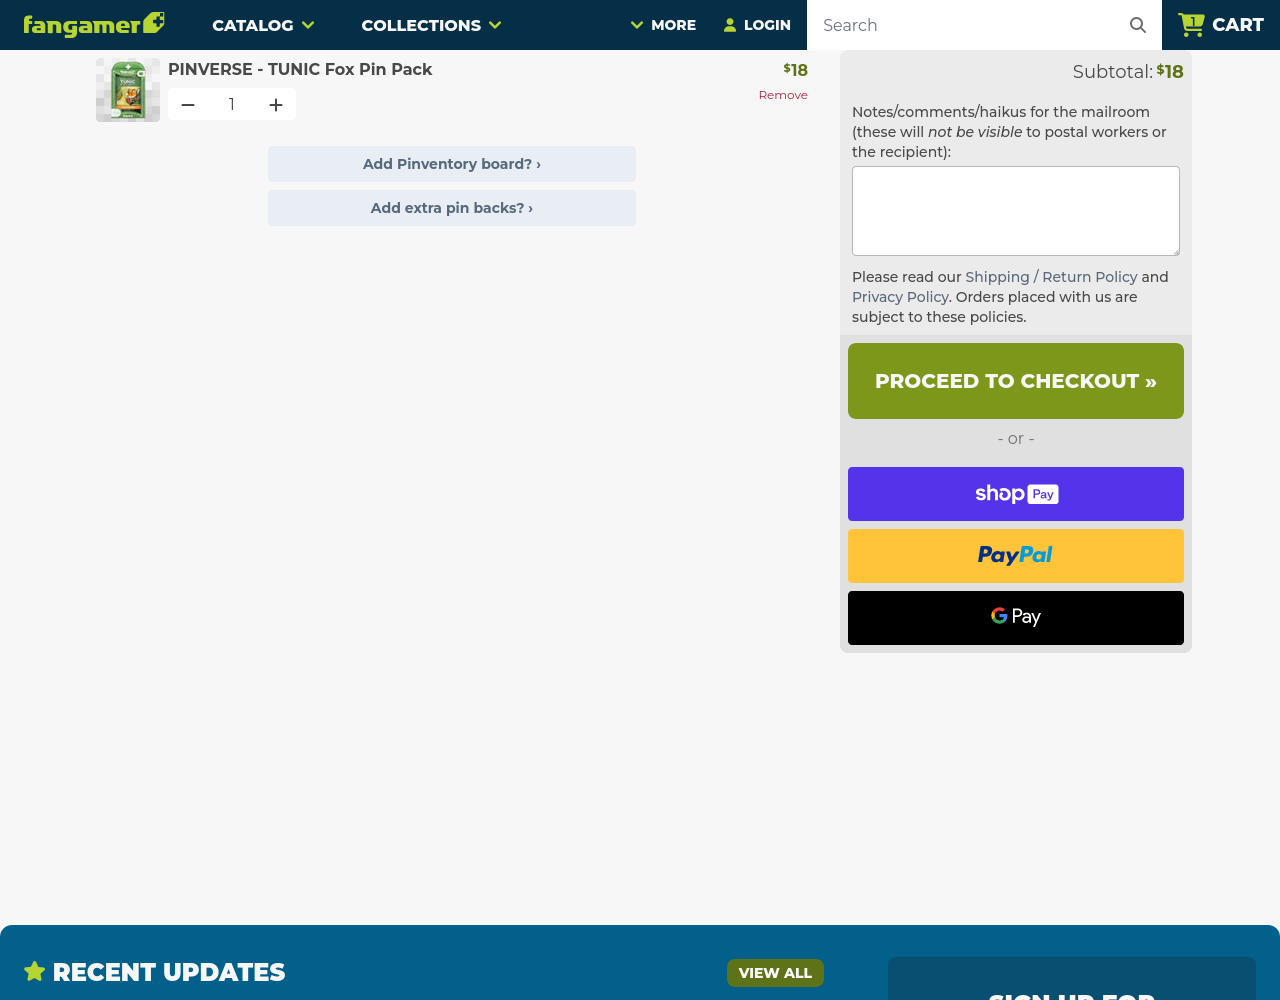 fangamer CATALOG COLLECTIONS MORE LOGIN Search 1 CART
PINVERSE - TUNIC Fox Pin Pack $18
1 Remove
Add Pinventory board? ›
Add extra pin backs? ›
Subtotal: $18
Notes/comments/haikus for the mailroom
(these will not be visible to postal workers or
the recipient):
Please read our Shipping / Return Policy and
Privacy Policy. Orders placed with us are
subject to these policies.
PROCEED TO CHECKOUT »
- or -
shop Pay
PayPal
G Pay
RECENT UPDATES VIEW ALL
SIGN UP FOR